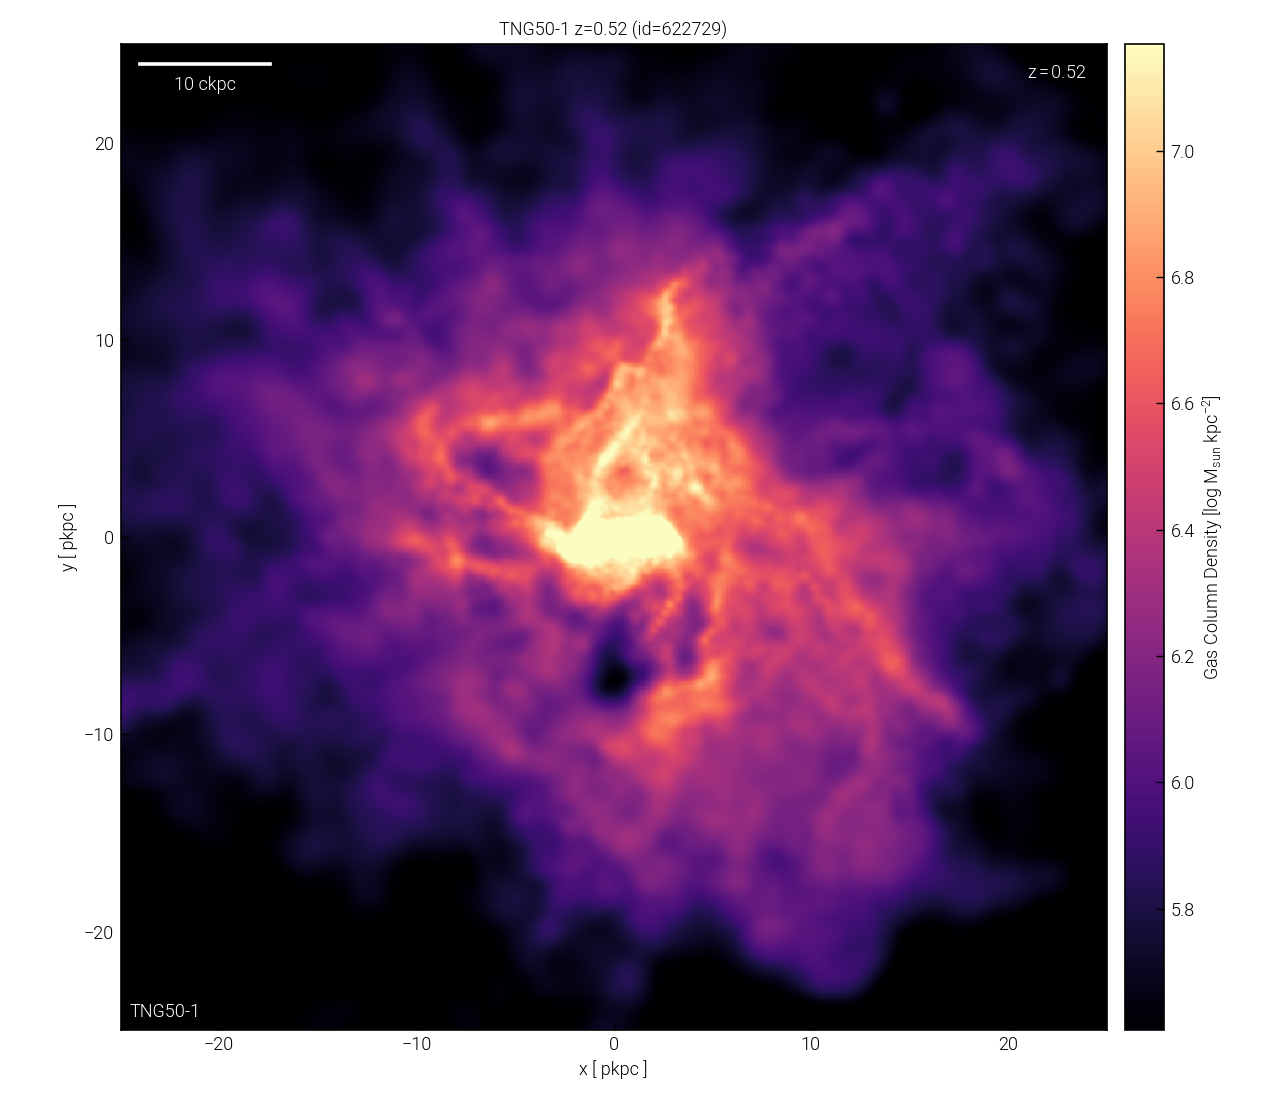 TNG50-1 z=0.52 (id=622729)
10 ckpc
z=0.52
20
10
0
−10
−20
y [ pkpc ]
TNG50-1
−20
−10
0
10
20
x [ pkpc ]
7.0
6.8
6.6
6.4
6.2
6.0
5.8
Gas Column Density [log Msun kpc−2]